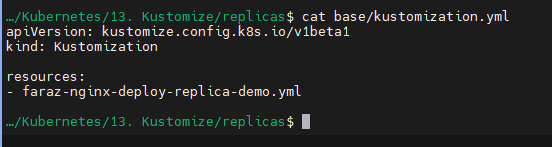 …/Kubernetes/13. Kustomize/replicas$ cat base/kustomization.yml
apiVersion: kustomize.config.k8s.io/v1beta1
kind: Kustomization

resources:
- faraz-nginx-deploy-replica-demo.yml

…/Kubernetes/13. Kustomize/replicas$